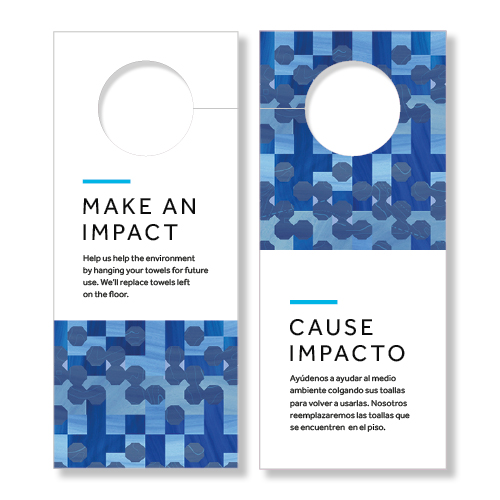 MAKE AN
IMPACT
Help us help the environment
by hanging your towels for future
use. We'll replace towels left
on the floor.
CAUSE
IMPACTO
Ayúdenos a ayudar al medio
ambiente colgando sus toallas
para volver a usarlas. Nosotros
reemplazaremos las toallas que
se encuentren en el piso.